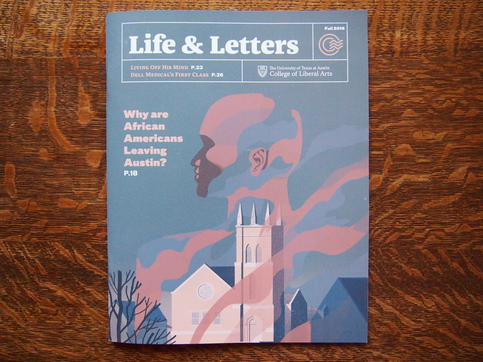 Fall 2016
Life & Letters
Living Off His Mind P.23
Dell Medical's First Class P.26
The University of Texas at Austin
College of Liberal Arts
Why are
African
Americans
Leaving
Austin?
P.18